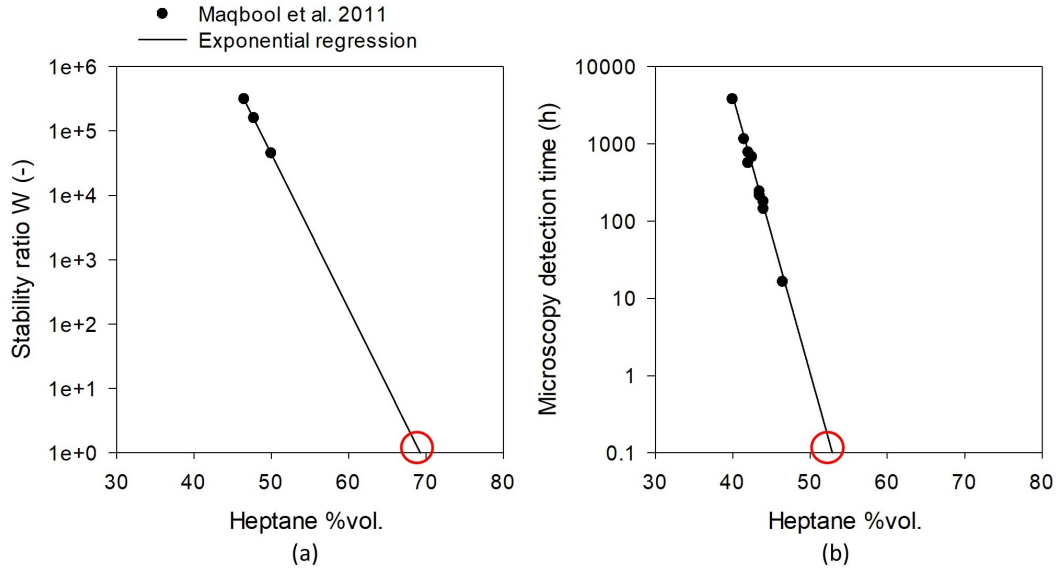 Maqbool et al. 2011
Exponential regression
1e+6
1e+5
1e+4
1e+3
1e+2
1e+1
1e+0
Stability ratio W (-)
30 40 50 60 70 80
Heptane %vol.
(a)
10000
1000
100
10
1
0.1
Microscopy detection time (h)
30 40 50 60 70 80
Heptane %vol.
(b)